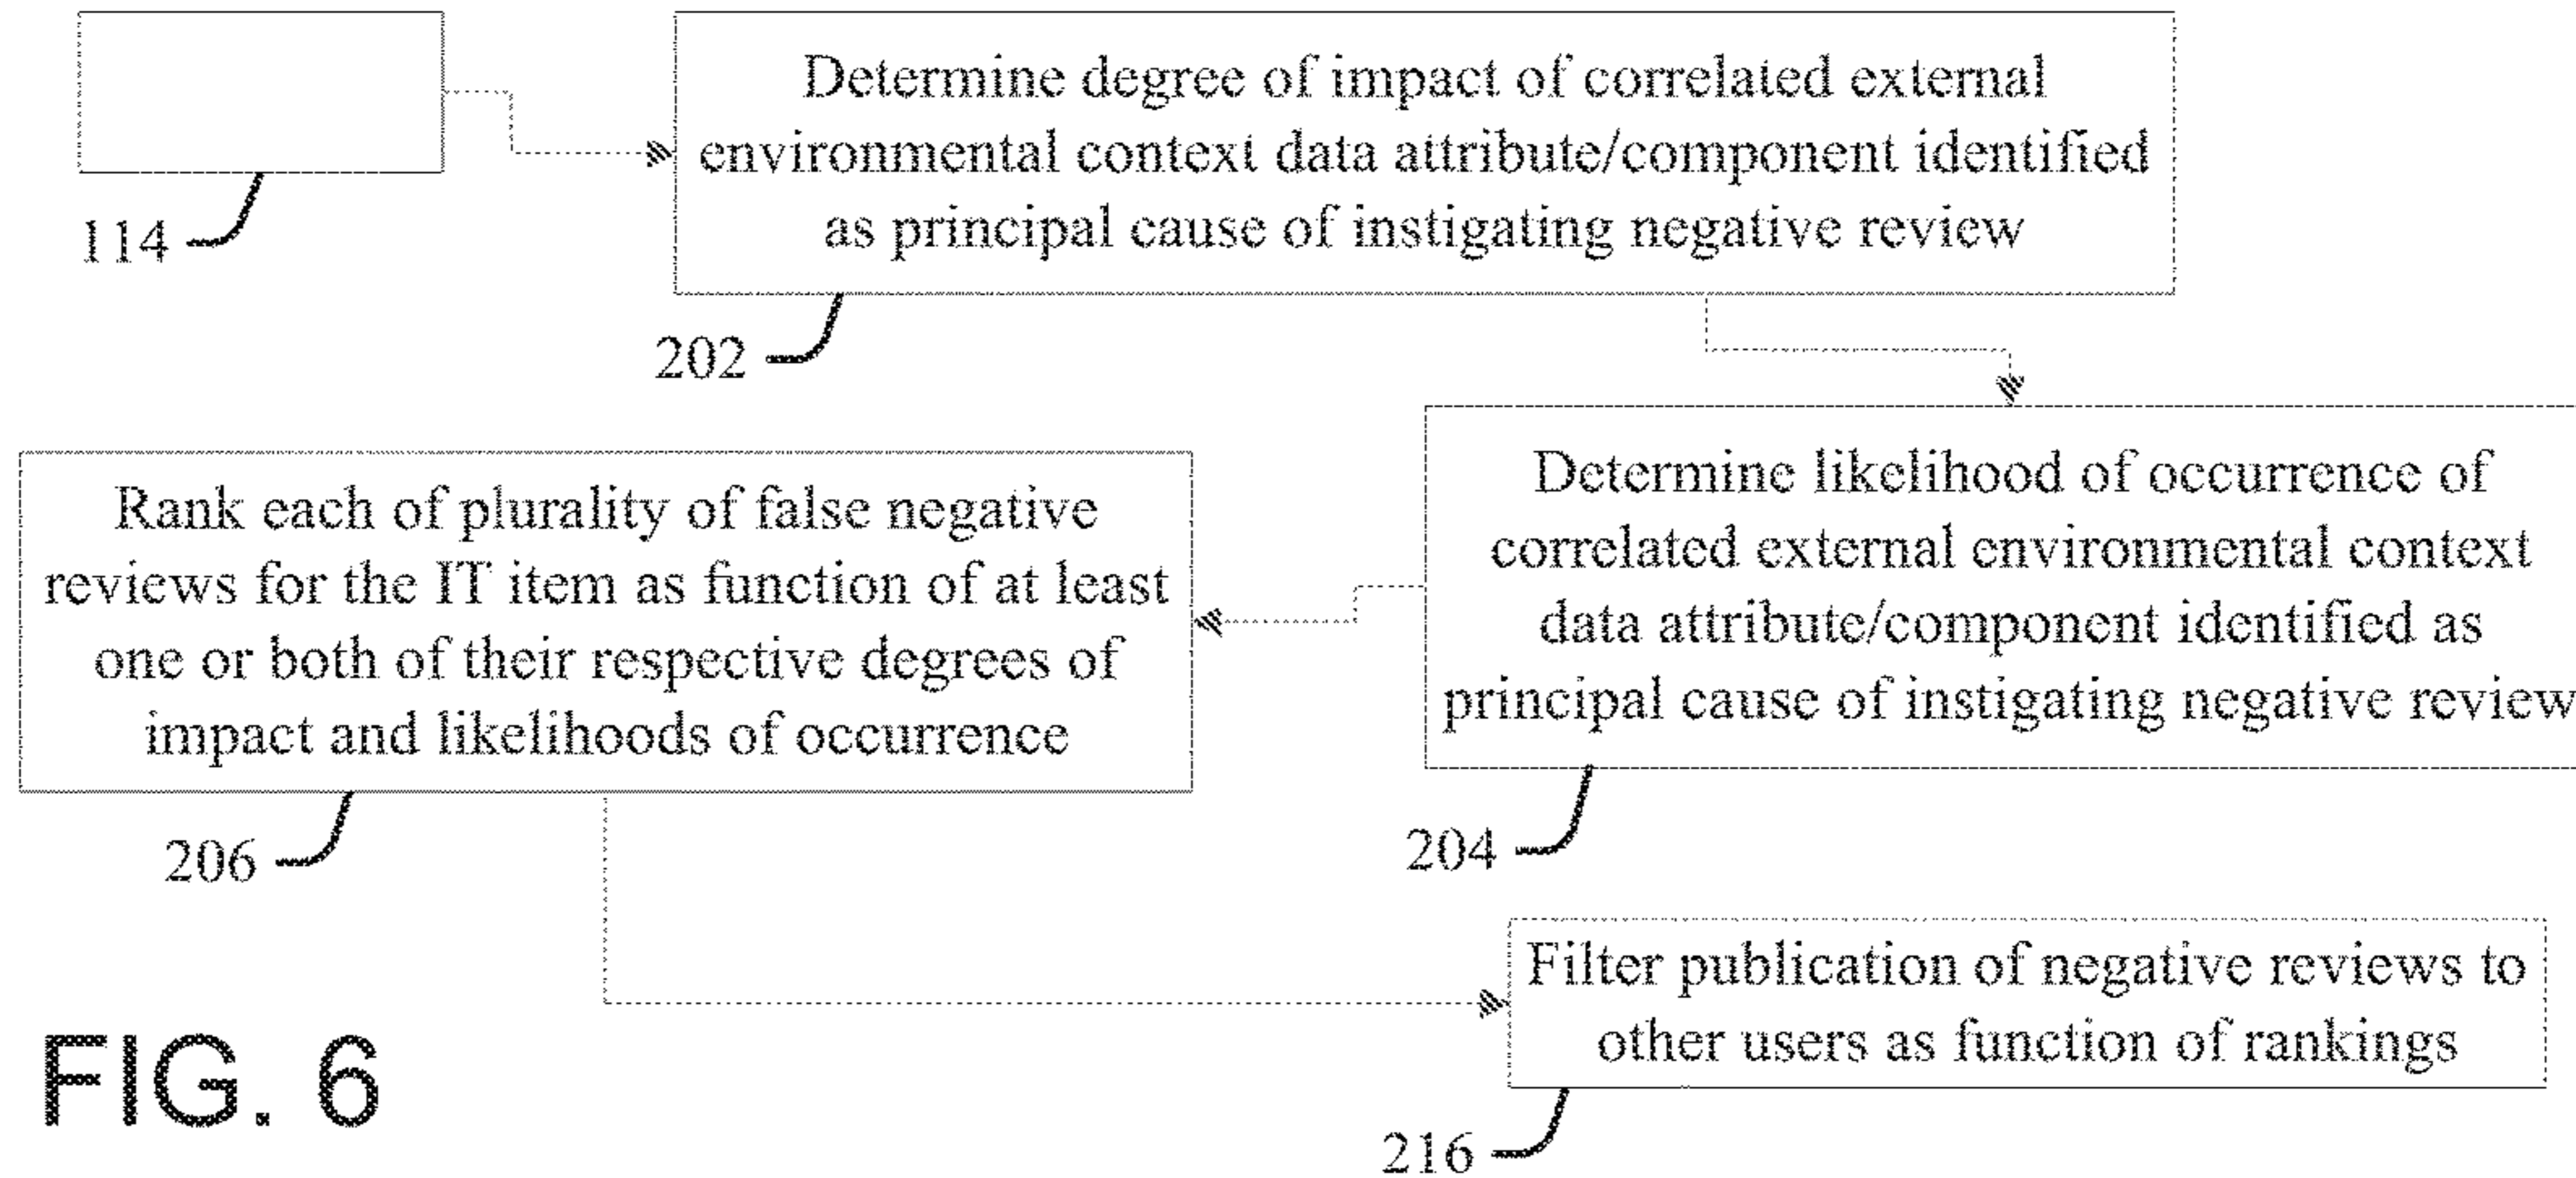 114
Determine degree of impact of correlated external
environmental context data attribute/component identified
as principal cause of instigating negative review
202
Determine likelihood of occurrence of
correlated external environmental context
data attribute/component identified as
principal cause of instigating negative review
204
Rank each of plurality of false negative
reviews for the IT item as function of at least
one or both of their respective degrees of
impact and likelihoods of occurrence
206
Filter publication of negative reviews to
other users as function of rankings
216
FIG. 6